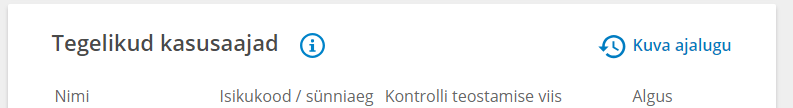 Tegelikud kasusaajad Kuva ajalugu
Nimi Isikukood / sünniaeg Kontrolli teostamise viis Algus